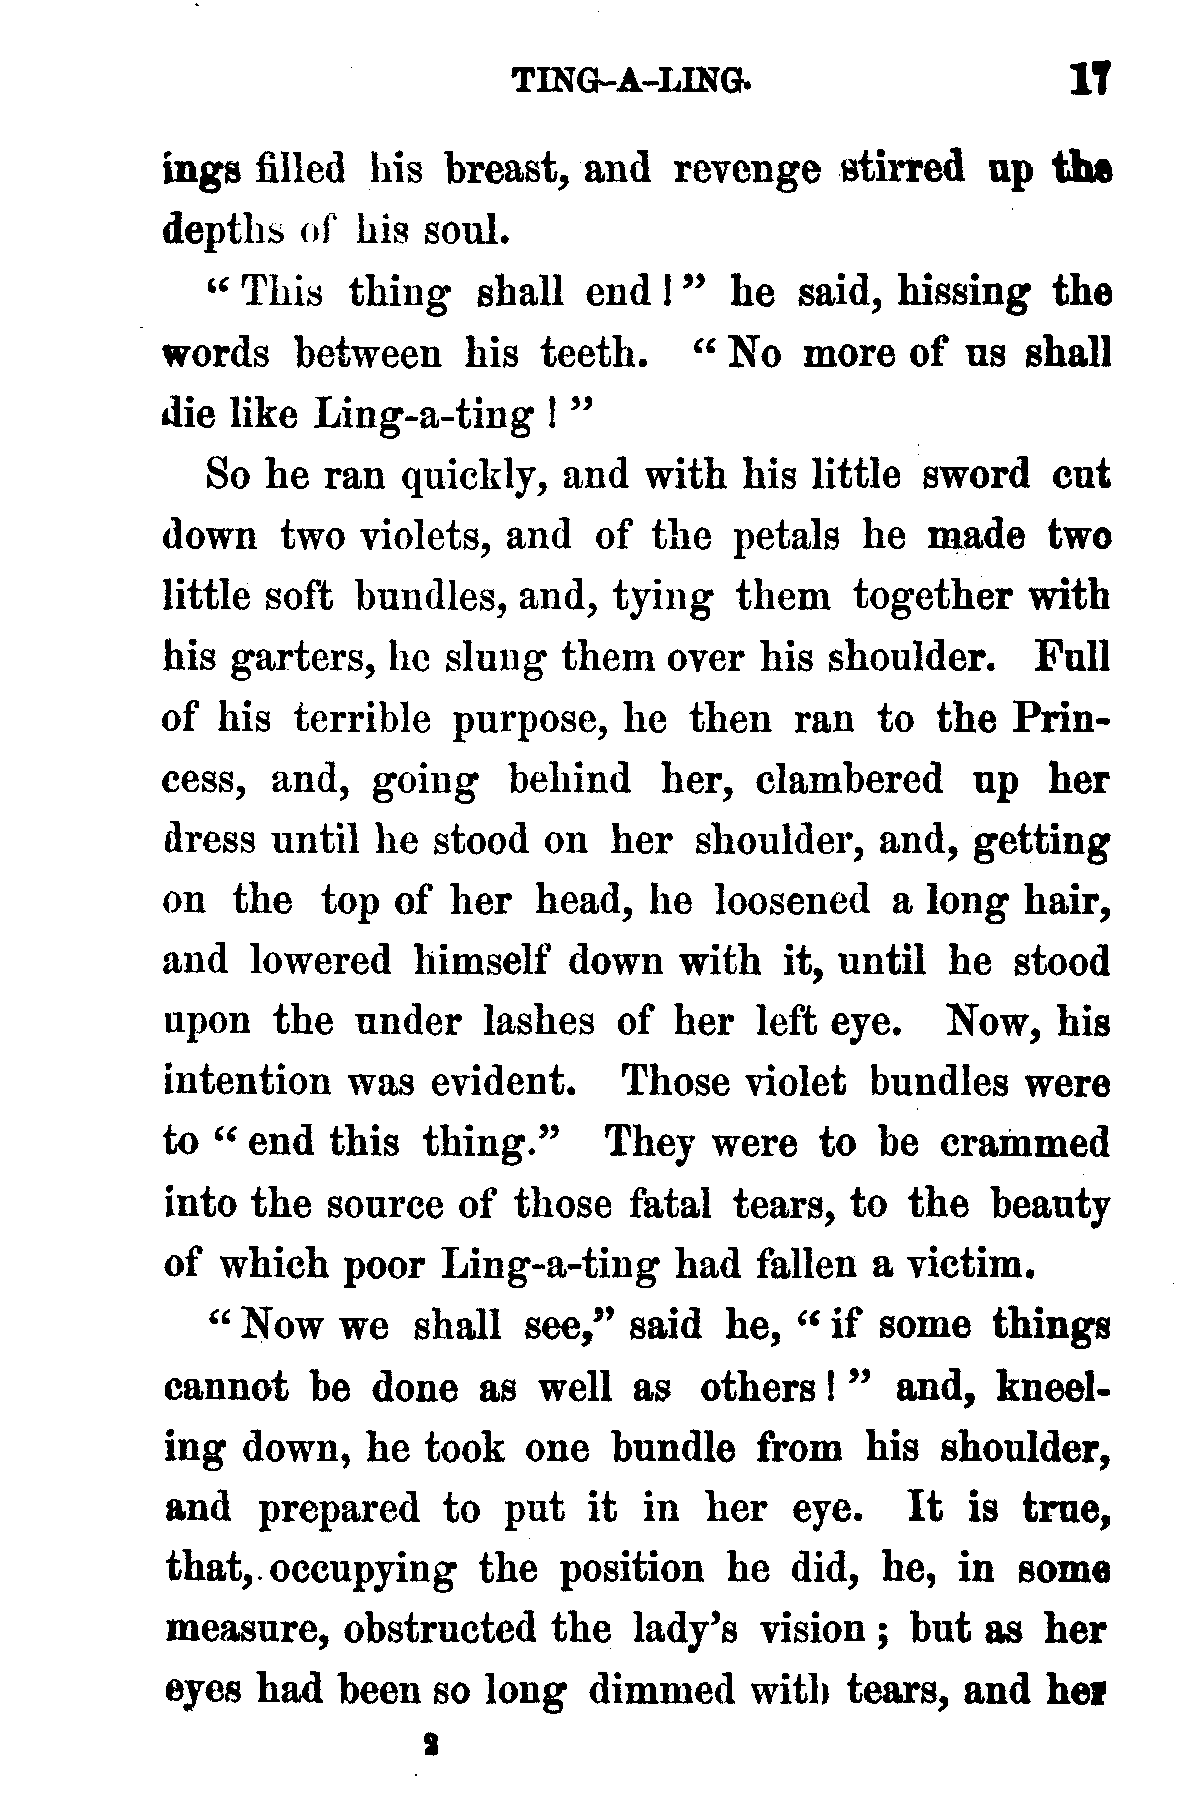 TING-A-LING. 17
ings filled his breast, and revenge stirred up the
depths of his soul.
“ This thing shall end ! ” he said, hissing the
words between his teeth. “ No more of us shall
die like Ling-a-ting ! ”
So he ran quickly, and with his little sword cut
down two violets, and of the petals he made two
little soft bundles, and, tying them together with
his garters, he slung them over his shoulder. Full
of his terrible purpose, he then ran to the Prin-
cess, and, going behind her, clambered up her
dress until he stood on her shoulder, and, getting
on the top of her head, he loosened a long hair,
and lowered himself down with it, until he stood
upon the under lashes of her left eye. Now, his
intention was evident. Those violet bundles were
to “ end this thing.” They were to be crammed
into the source of those fatal tears, to the beauty
of which poor Ling-a-ting had fallen a victim.
“ Now we shall see,” said he, “ if some things
cannot be done as well as others ! ” and, kneel-
ing down, he took one bundle from his shoulder,
and prepared to put it in her eye. It is true,
that, occupying the position he did, he, in some
measure, obstructed the lady’s vision ; but as her
eyes had been so long dimmed with tears, and her
2